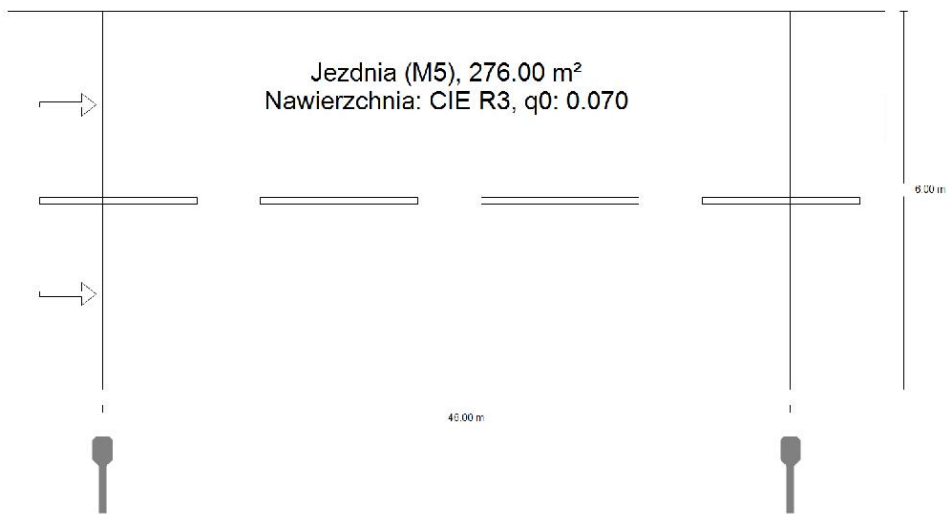 Jezdnia (M5), 276.00 m²
Nawierzchnia: CIE R3, q0: 0.070
6.00 m
46.00 m